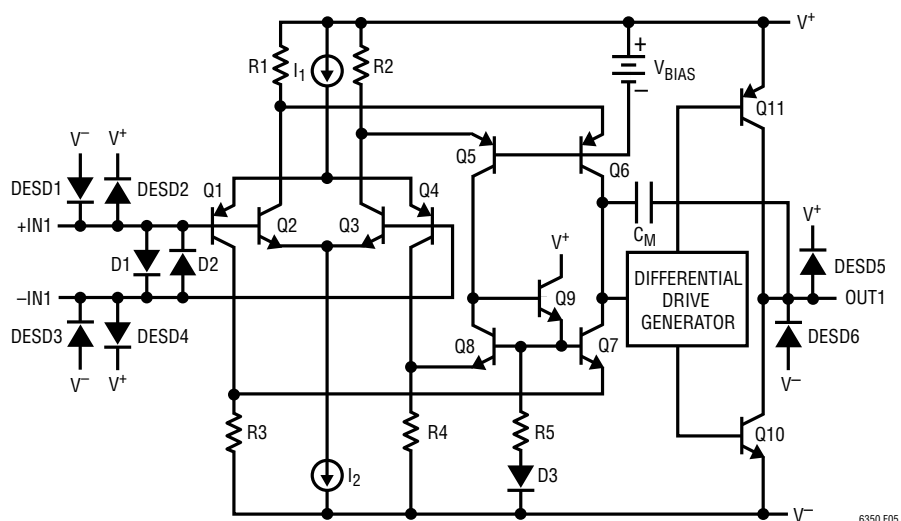 V+
R1
I1
R2
+
VBIAS
–
Q11
V– V+
DESD1
DESD2
Q1
Q2
Q3
Q4
Q5
Q6
+IN1
D1
D2
CM
V+
DESD5
V+
Q9
DIFFERENTIAL
DRIVE
GENERATOR
OUT1
–IN1
DESD3
DESD4
Q8
Q7
DESD6
V– V+
V–
R3
R4
R5
Q10
I2
D3
V–
6350 F05